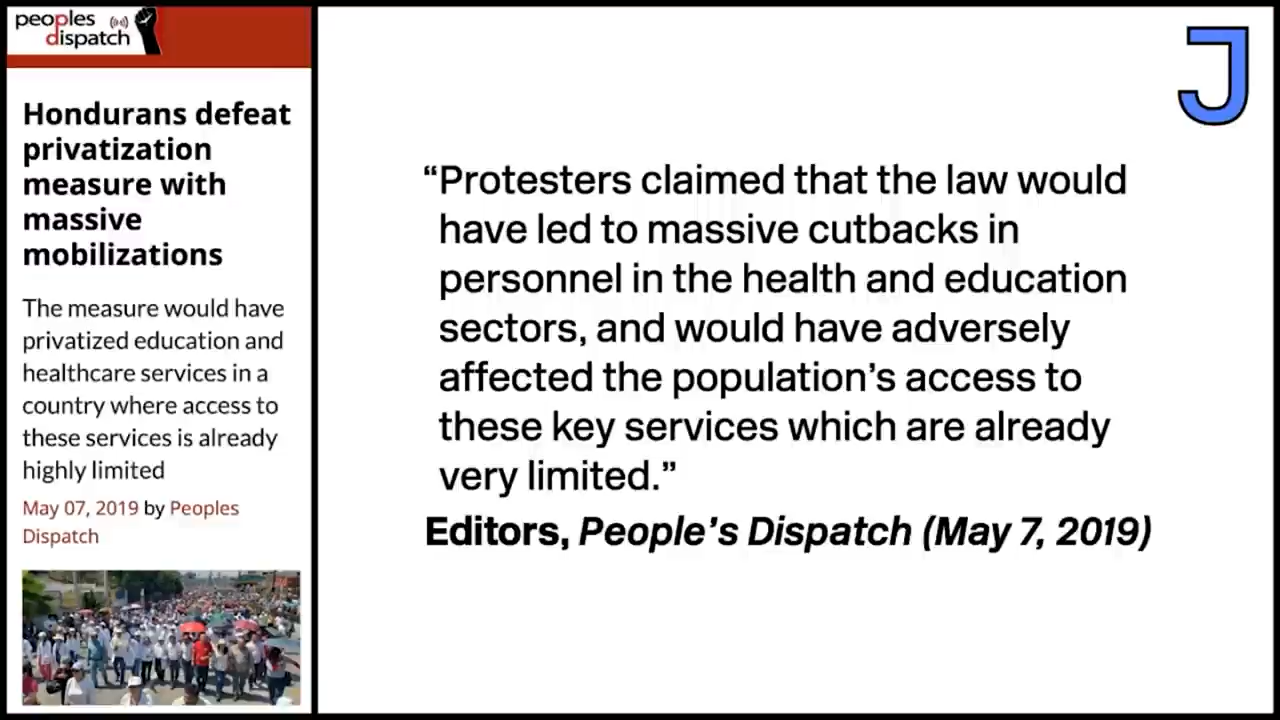 peoples
dispatch
Hondurans defeat
privatization
measure with
massive
mobilizations
The measure would have
privatized education and
healthcare services in a
country where access to
these services is already
highly limited
May 07, 2019 by Peoples
Dispatch
J
“Protesters claimed that the law would
have led to massive cutbacks in
personnel in the health and education
sectors, and would have adversely
affected the population’s access to
these key services which are already
very limited.”
Editors, People’s Dispatch (May 7, 2019)